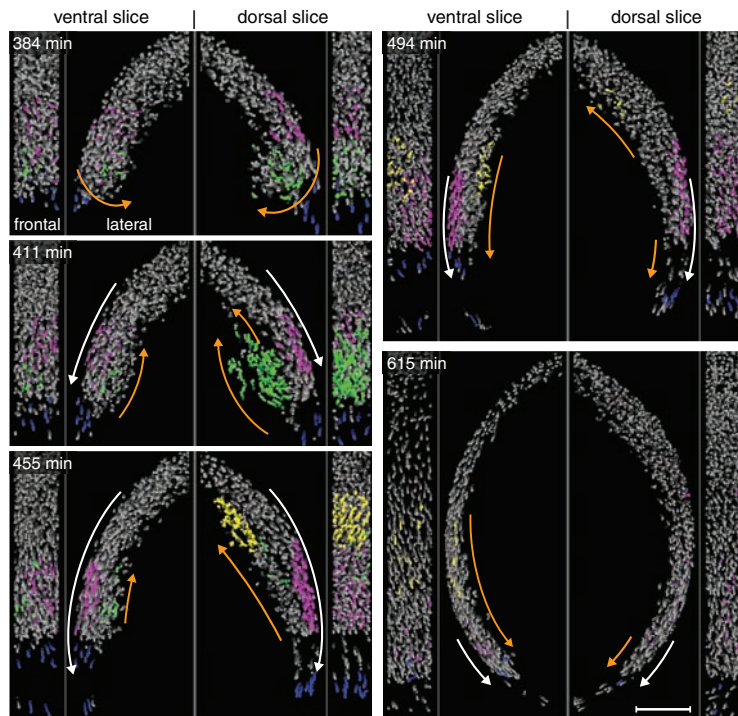 ventral slice | dorsal slice
384 min
frontal
lateral
411 min
455 min
ventral slice | dorsal slice
494 min
615 min